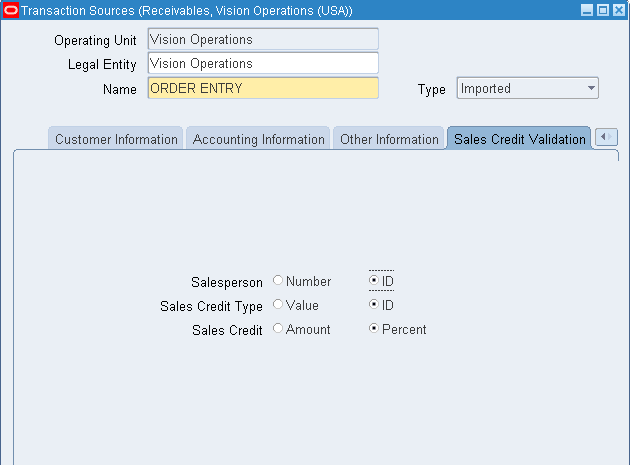 Transaction Sources (Receivables, Vision Operations (USA))
Operating Unit Vision Operations
Legal Entity Vision Operations
Name ORDER ENTRY Type Imported
Customer Information Accounting Information Other Information Sales Credit Validation
Salesperson Number ID
Sales Credit Type Value ID
Sales Credit Amount Percent